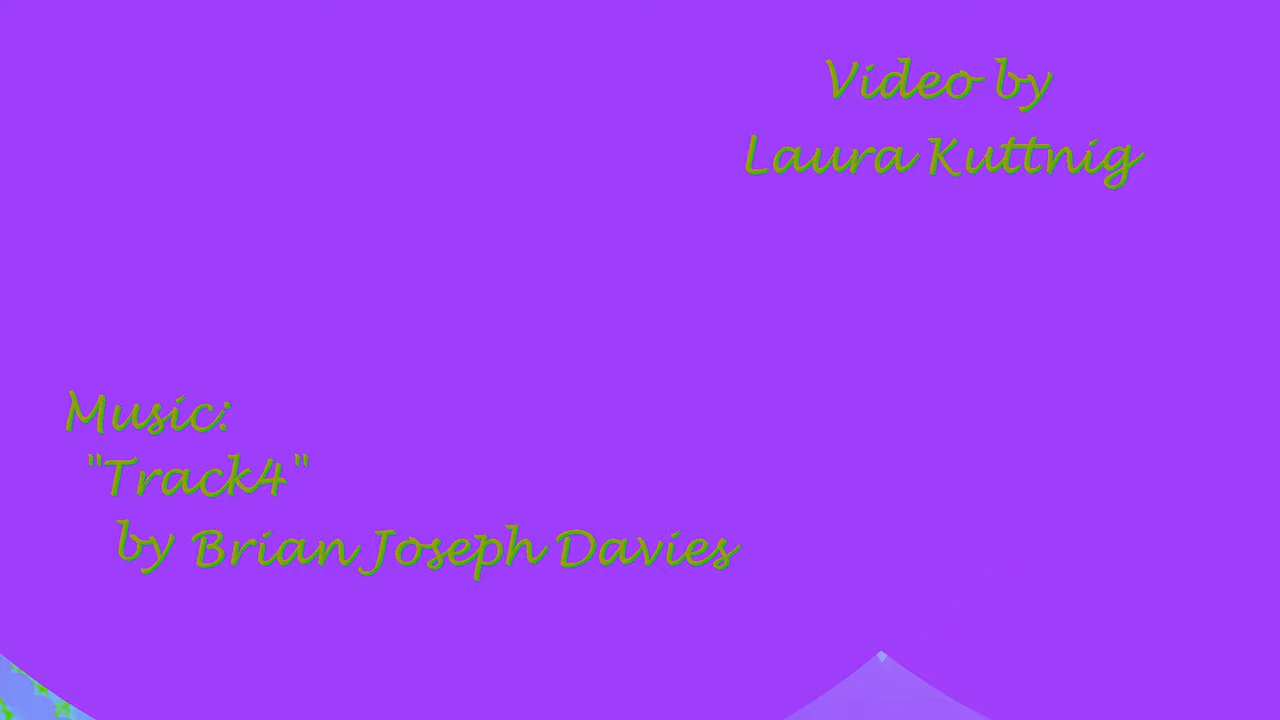 Video by
Laura Kuttnig
Music:
"Track4"
by Brian Joseph Davies